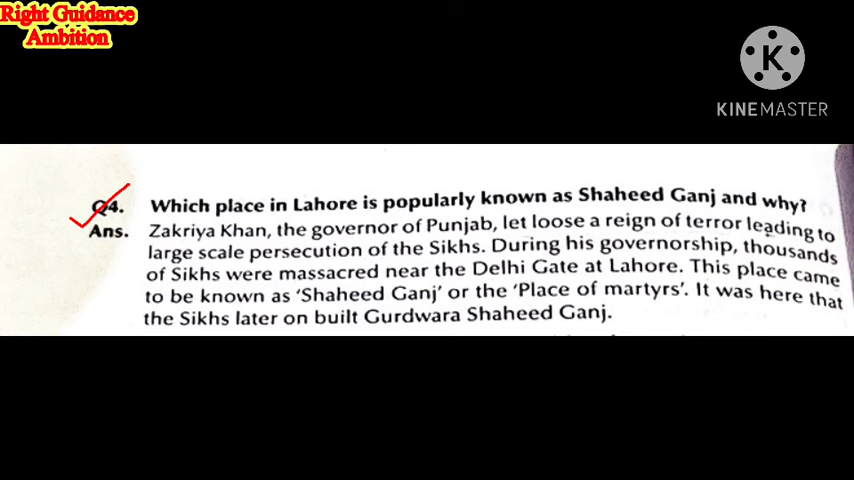 Right Guidance
Ambition
K
KINEMASTER
Q4. Which place in Lahore is popularly known as Shaheed Ganj and why?
Ans. Zakriya Khan, the governor of Punjab, let loose a reign of terror leading to
large scale persecution of the Sikhs. During his governorship, thousands
of Sikhs were massacred near the Delhi Gate at Lahore. This place came
to be known as 'Shaheed Ganj' or the 'Place of martyrs'. It was here that
the Sikhs later on built Gurdwara Shaheed Ganj.